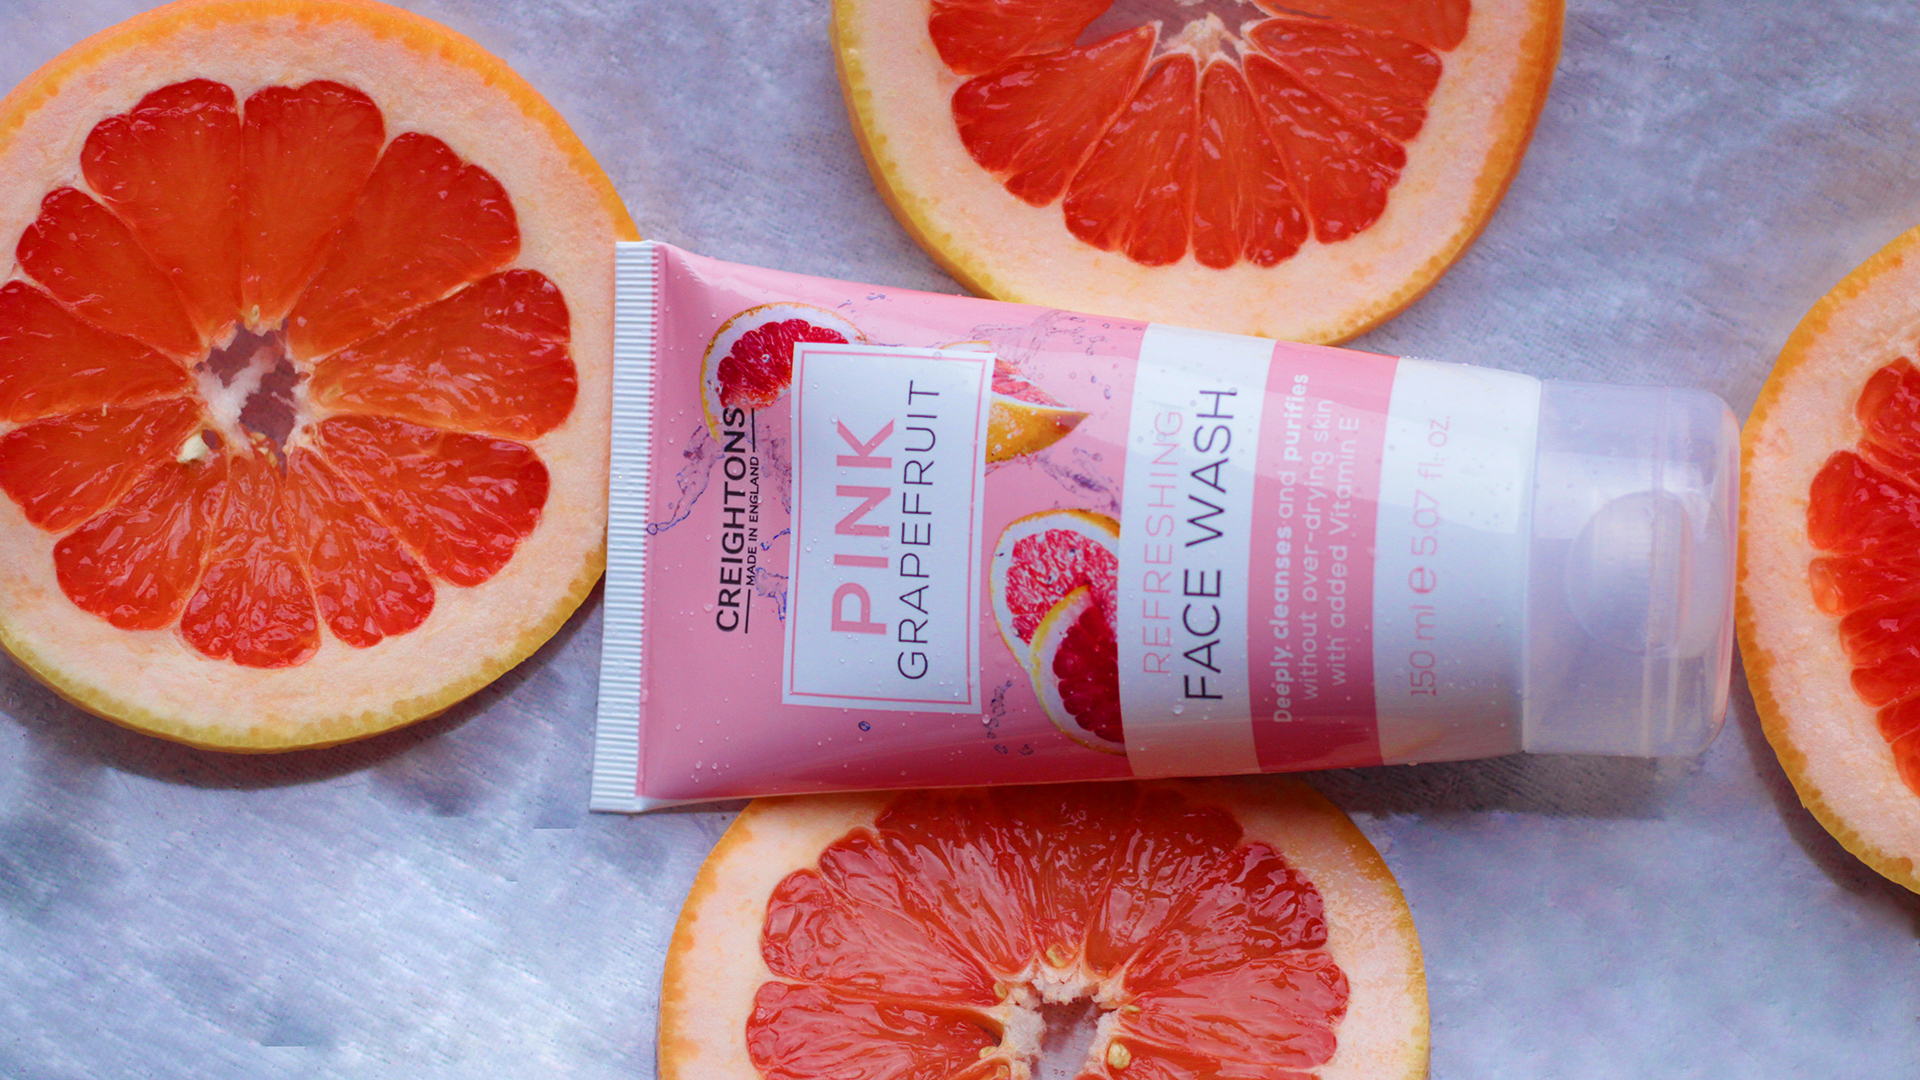 CREIGHTONS
MADE IN ENGLAND
PINK
GRAPEFRUIT
REFRESHING
FACE WASH
Deeply cleanses and purifies
without over-drying skin
with added Vitamin E
150 ml e 5.07 fl. oz.